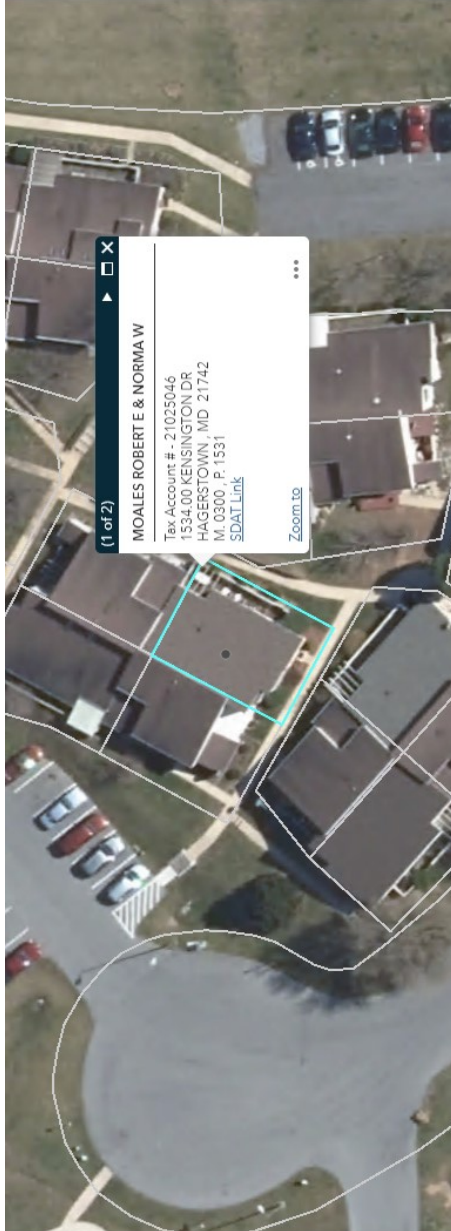 (1 of 2)
MOALES ROBERT E & NORMA W
Tax Account # - 21025046
1534.00 KENSINGTON DR
HAGERSTOWN , MD 21742
M. 0300 , P. 1531
SDAT Link
Zoom to